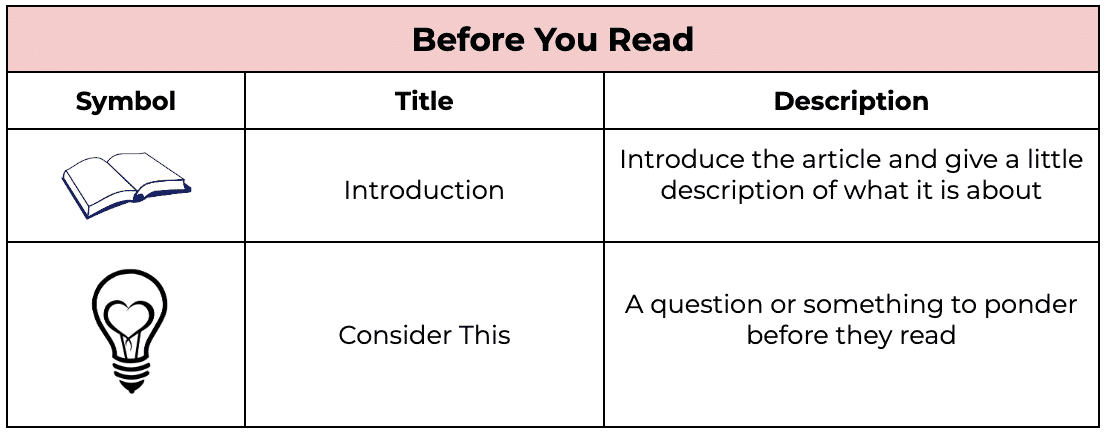 Before You Read
Symbol
Title
Description
Introduction
Introduce the article and give a little
description of what it is about
Consider This
A question or something to ponder
before they read